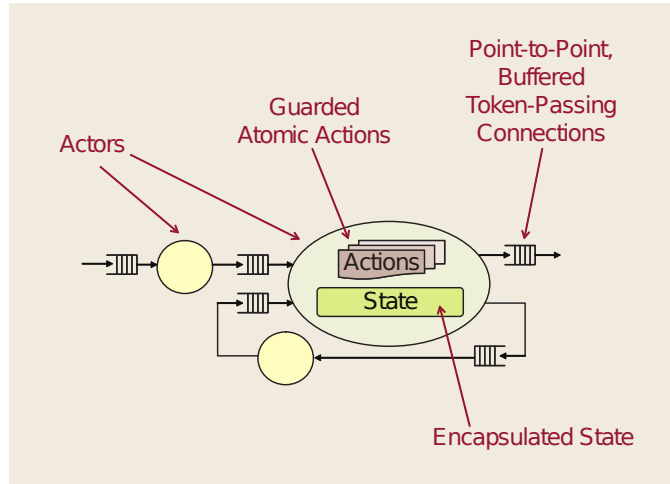 Point-to-Point,
Buffered
Token-Passing
Connections
Guarded
Atomic Actions
Actors
Actions
State
Encapsulated State